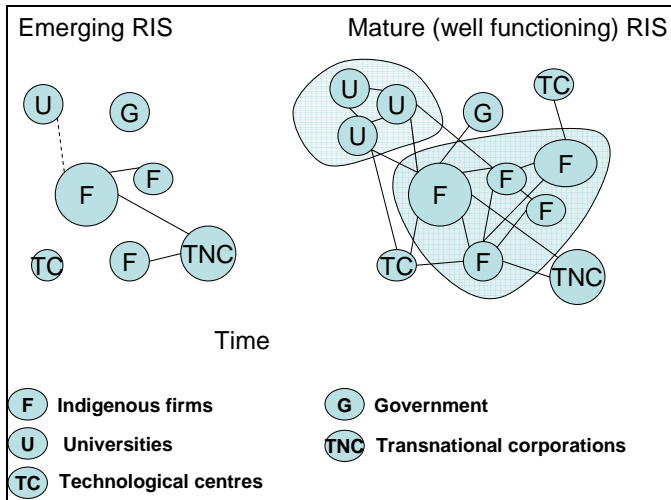 Emerging RIS
Mature (well functioning) RIS
U
G
F
F
TC
F
TNC
U
U
U
G
TC
F
F
F
F
TC
F
TNC
Time
F Indigenous firms
G Government
U Universities
TNC Transnational corporations
TC Technological centres